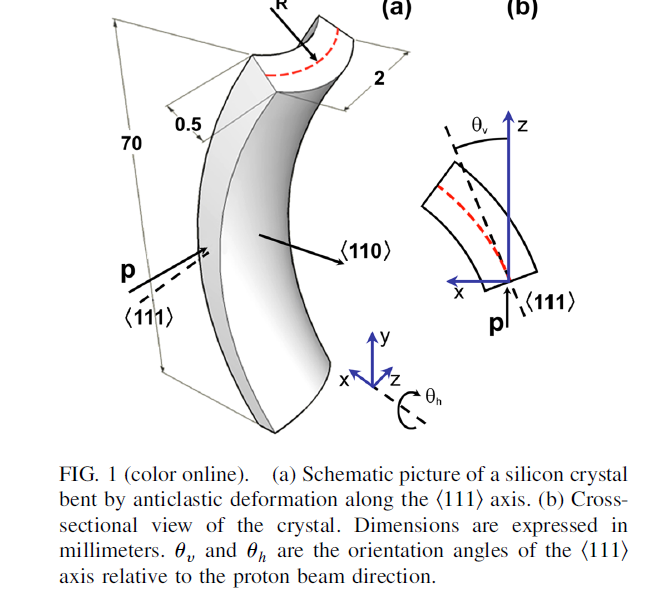 R
(a)
(b)
2
0.5
70
θv
z
⟨110⟩
p
⟨111⟩
x
⟨111⟩
p
y
x
z
θh
FIG. 1 (color online). (a) Schematic picture of a silicon crystal
bent by anticlastic deformation along the ⟨111⟩ axis. (b) Cross-
sectional view of the crystal. Dimensions are expressed in
millimeters. θv and θh are the orientation angles of the ⟨111⟩
axis relative to the proton beam direction.